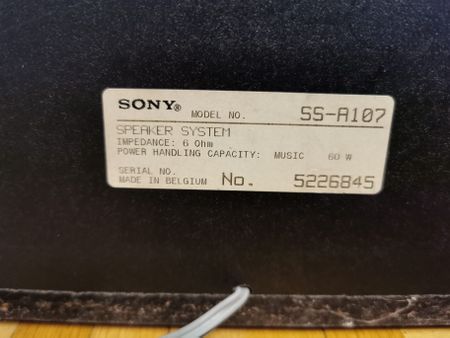 SONY® MODEL NO. SS-A107
SPEAKER SYSTEM
IMPEDANCE: 6 Ohm
POWER HANDLING CAPACITY: MUSIC 60 W
SERIAL NO.
MADE IN BELGIUM No. 5226845